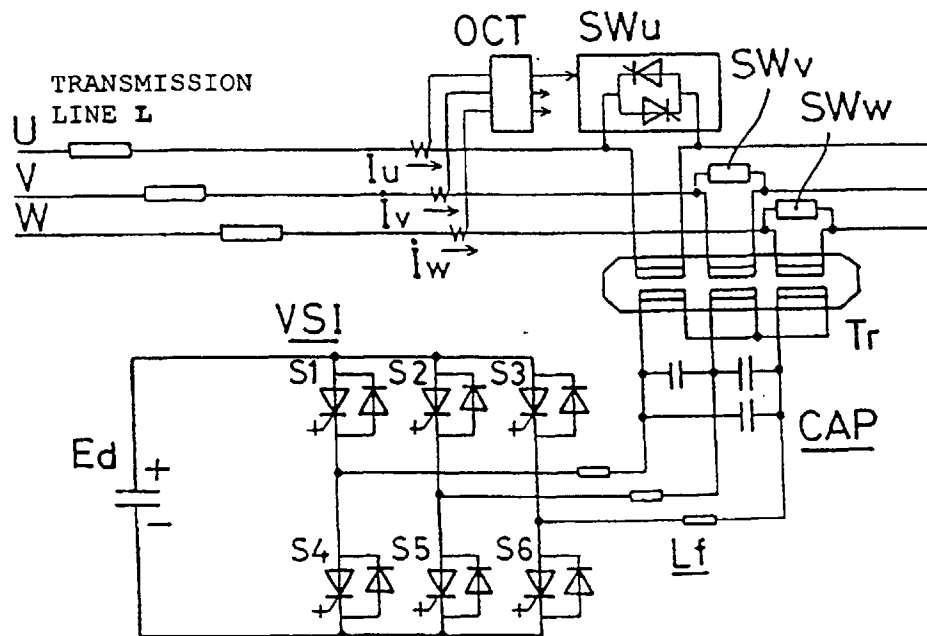 OCT
SWu
SWv
SWw
TRANSMISSION
LINE L
U
V
W
Iu
Iv
iw
VSI
Tr
S1
S2
S3
CAP
Ed
+
-
S4
S5
S6
Lf
+
+
+
+
+
+